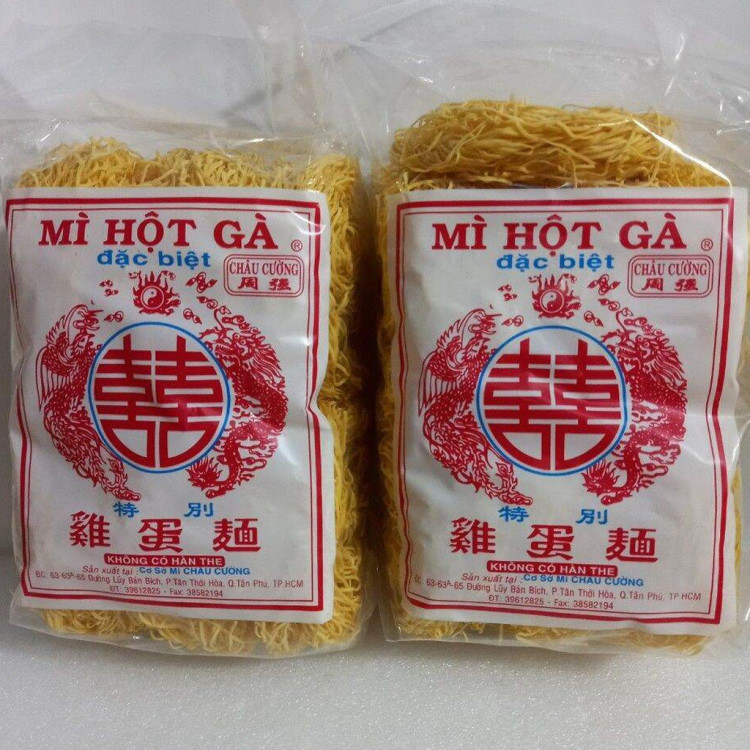 MÌ HỘT GÀ ®
đặc biệt
CHÂU CƯỜNG
周張
囍
特別
雞蛋麵
KHÔNG CÓ HÀN THE
Sản xuất tại : Cơ Sở Mì CHÂU CƯỜNG
ĐC: 63-63ᴬ-65 Đường Lũy Bán Bích, P Tân Thới Hòa, Q.Tân Phú, TP.HCM
ĐT: 39612825 - Fax: 38582194
MÌ HỘT GÀ ®
đặc biệt
CHÂU CƯỜNG
周張
囍
特別
雞蛋麵
KHÔNG CÓ HÀN THE
Sản xuất tại : Cơ Sở Mì CHÂU CƯỜNG
ĐC: 63-63ᴬ-65 Đường Lũy Bán Bích, P Tân Thới Hòa, Q.Tân Phú, TP.HCM
ĐT: 39612825 - Fax: 38582194